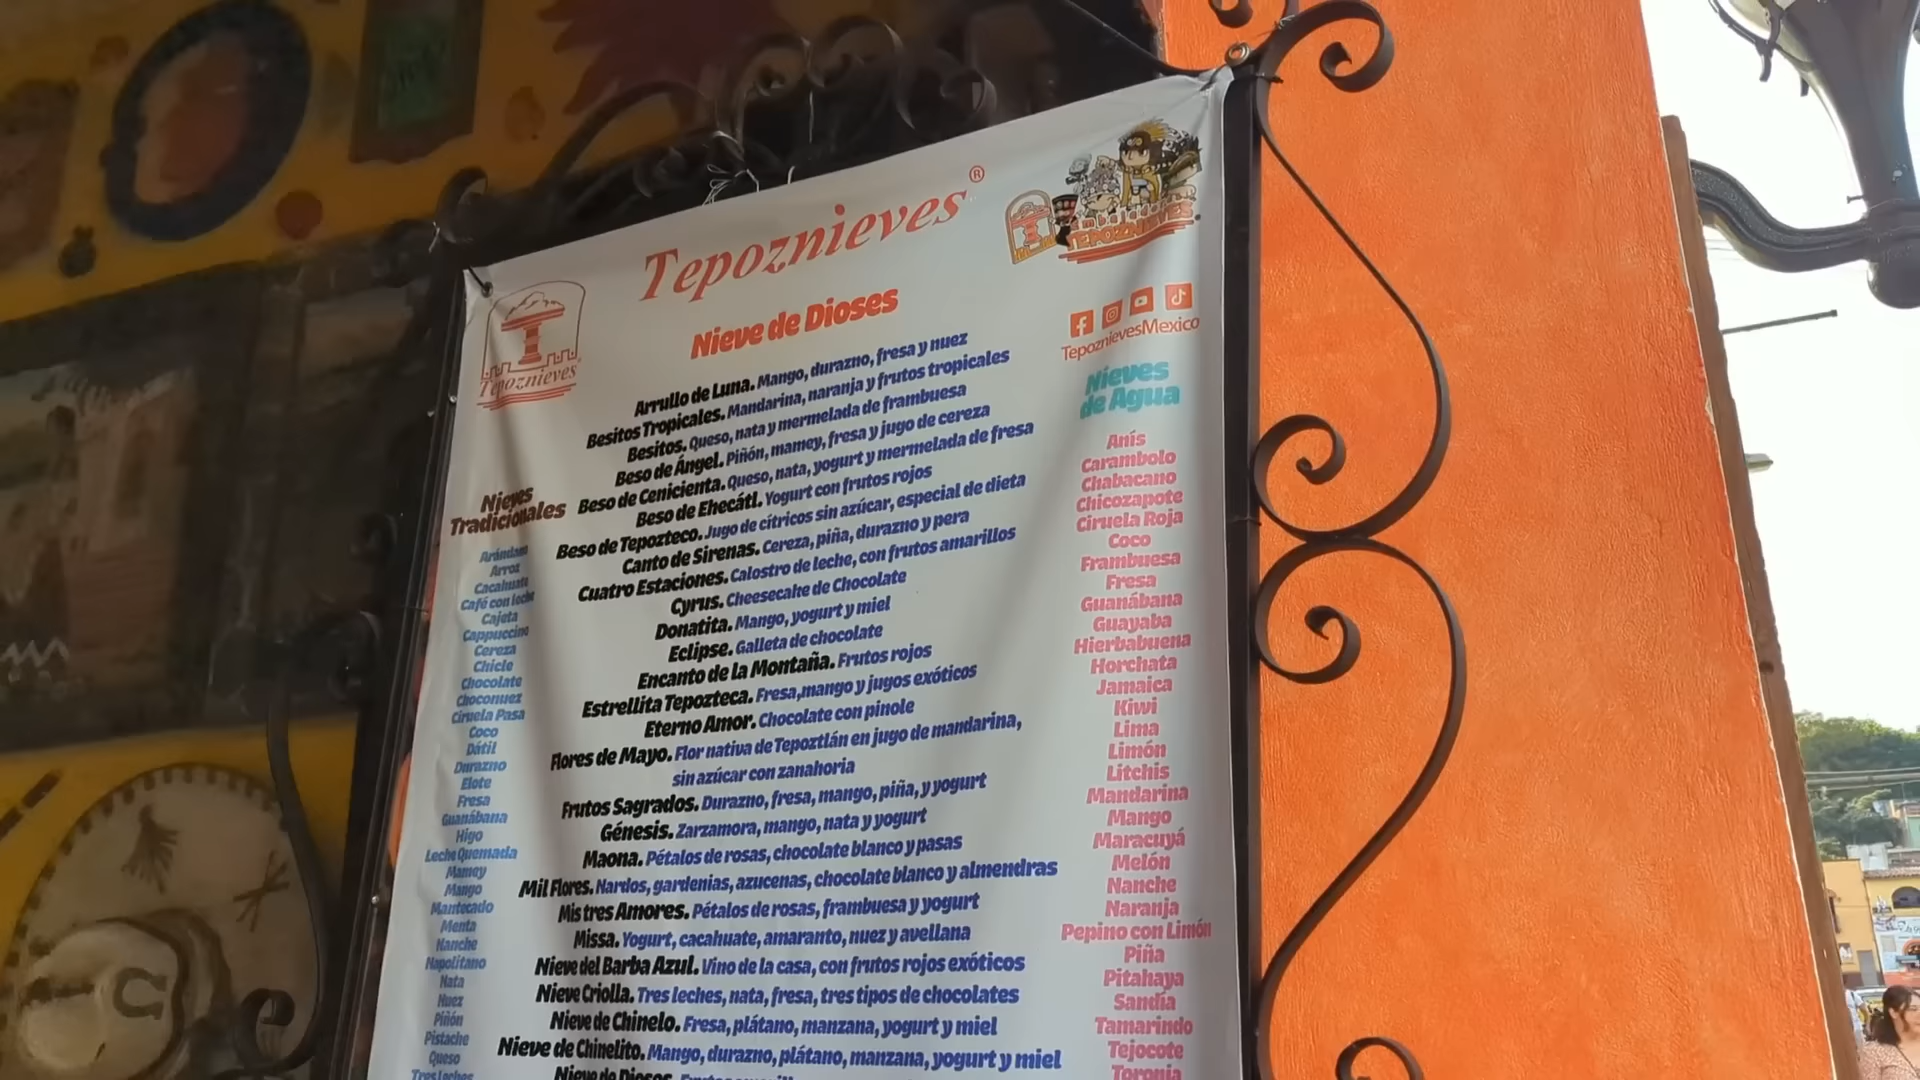 Tepoznieves®
Tepoznieves
TEPOZNIEVES
TepoznievesMexico
Nieve de Dioses
Arrullo de Luna. Mango, durazno, fresa y nuez
Besitos Tropicales. Mandarina, naranja y frutos tropicales
Besitos. Queso, nata y mermelada de frambuesa
Beso de Ángel. Piñón, mamey, fresa y jugo de cereza
Beso de Cenicienta. Queso, nata, yogurt y mermelada de fresa
Beso de Ehecátl. Yogurt con frutos rojos
Beso de Tepozteco. Jugo de cítricos sin azúcar, especial de dieta
Canto de Sirenas. Cereza, piña, durazno y pera
Cuatro Estaciones. Calostro de leche, con frutos amarillos
Cyrus. Cheesecake de Chocolate
Donatita. Mango, yogurt y miel
Eclipse. Galleta de chocolate
Encanto de la Montaña. Frutos rojos
Estrellita Tepozteca. Fresa,mango y jugos exóticos
Eterno Amor. Chocolate con pinole
Flores de Mayo. Flor nativa de Tepoztlán en jugo de mandarina,
sin azúcar con zanahoria
Frutos Sagrados. Durazno, fresa, mango, piña, y yogurt
Génesis. Zarzamora, mango, nata y yogurt
Maona. Pétalos de rosas, chocolate blanco y pasas
Mil Flores. Nardos, gardenias, azucenas, chocolate blanco y almendras
Mis tres Amores. Pétalos de rosas, frambuesa y yogurt
Missa. Yogurt, cacahuate, amaranto, nuez y avellana
Nieve del Barba Azul. Vino de la casa, con frutos rojos exóticos
Nieve Criolla. Tres leches, nata, fresa, tres tipos de chocolates
Nieve de Chinelo. Fresa, plátano, manzana, yogurt y miel
Nieve de Chinelito. Mango, durazno, plátano, manzana, yogurt y miel
Nieve de Dioses.
Nieves
Tradicionales
Arándano
Arroz
Cacahuate
Café con leche
Cajeta
Cappuccino
Cereza
Chicle
Chocolate
Choconuez
Ciruela Pasa
Coco
Dátil
Durazno
Elote
Fresa
Guanábana
Higo
Leche Quemada
Mamey
Mango
Mantecado
Menta
Nanche
Napolitano
Nata
Nuez
Piñón
Pistache
Queso
Tres leches
Nieves
de Agua
Anís
Carambolo
Chabacano
Chicozapote
Ciruela Roja
Coco
Frambuesa
Fresa
Guanábana
Guayaba
Hierbabuena
Horchata
Jamaica
Kiwi
Lima
Limón
Litchis
Mandarina
Mango
Maracuyá
Melón
Nanche
Naranja
Pepino con Limón
Piña
Pitahaya
Sandía
Tamarindo
Tejocote
Toronja